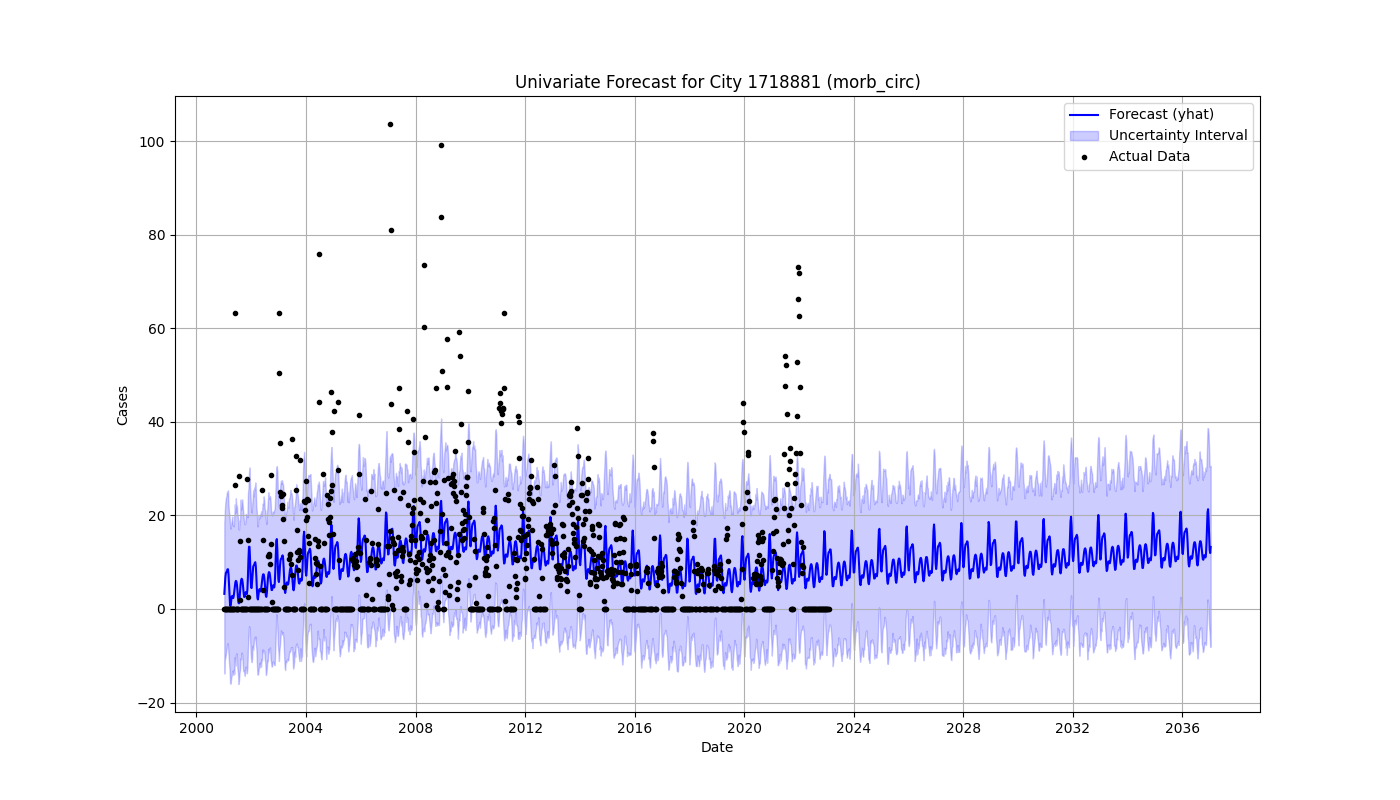 Univariate Forecast for City 1718881 (morb_circ)
Forecast (yhat)
Uncertainty Interval
Actual Data
Cases
100
80
60
40
20
0
−20
2000 2004 2008 2012 2016 2020 2024 2028 2032 2036
Date